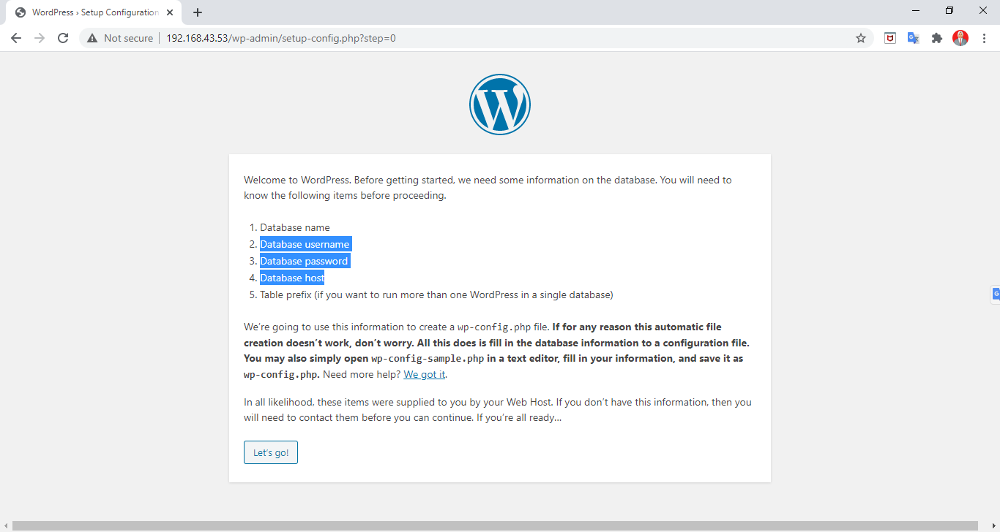 WordPress › Setup Configuration
Not secure
192.168.43.53/wp-admin/setup-config.php?step=0
Welcome to WordPress. Before getting started, we need some information on the database. You will need to
know the following items before proceeding.
1. Database name
2. Database username
3. Database password
4. Database host
5. Table prefix (if you want to run more than one WordPress in a single database)
We’re going to use this information to create a wp-config.php file. If for any reason this automatic file
creation doesn’t work, don’t worry. All this does is fill in the database information to a configuration file.
You may also simply open wp-config-sample.php in a text editor, fill in your information, and save it as
wp-config.php. Need more help? We got it.
In all likelihood, these items were supplied to you by your Web Host. If you don’t have this information, then you
will need to contact them before you can continue. If you’re all ready…
Let’s go!